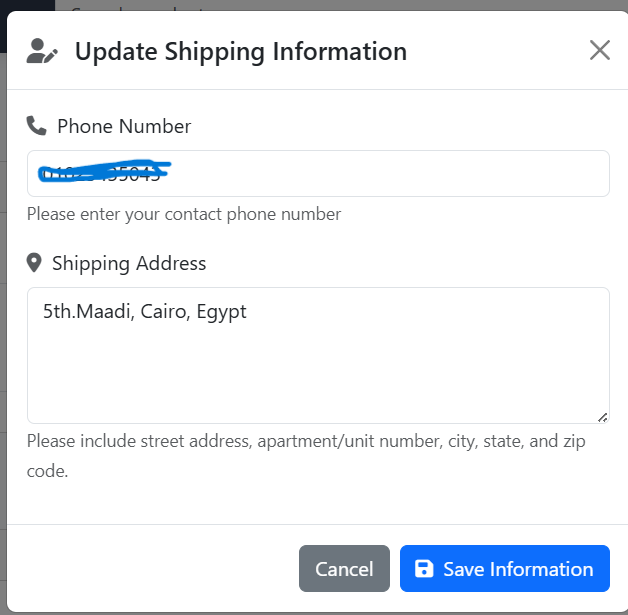 Update Shipping Information
Phone Number
Please enter your contact phone number
Shipping Address
5th.Maadi, Cairo, Egypt
Please include street address, apartment/unit number, city, state, and zip
code.
Cancel
Save Information